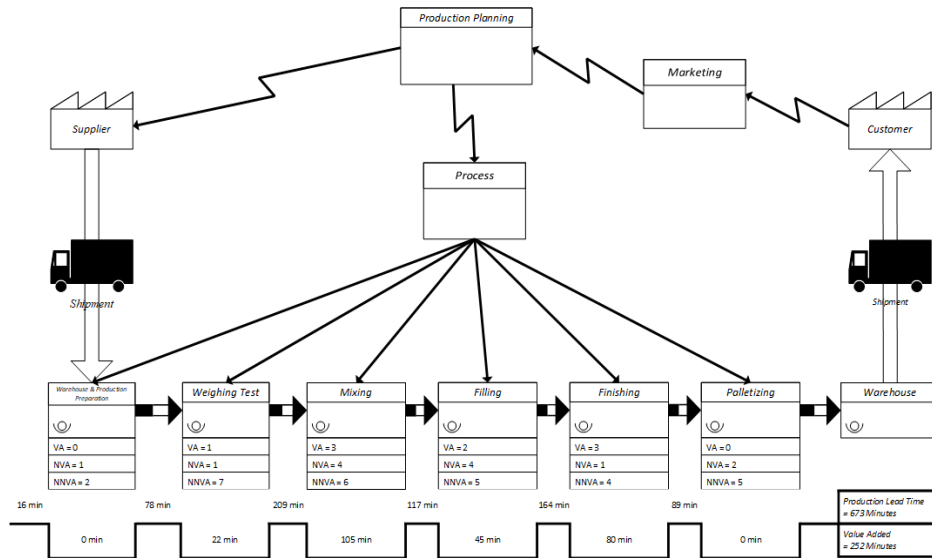 Production Planning
Marketing
Supplier
Customer
Process
Shipment
Shipment
Warehouse & Production
Preparation
Weighing Test
Mixing
Filling
Finishing
Palletizing
Warehouse
VA = 0
VA = 1
VA = 3
VA = 2
VA = 3
VA = 0
NVA = 1
NVA = 1
NVA = 4
NVA = 4
NVA = 1
NVA = 2
NNVA = 2
NNVA = 7
NNVA = 6
NNVA = 5
NNVA = 4
NNVA = 5
16 min
78 min
209 min
117 min
164 min
89 min
Production Lead Time
= 673 Minutes
0 min
22 min
105 min
45 min
80 min
0 min
Value Added
= 252 Minutes